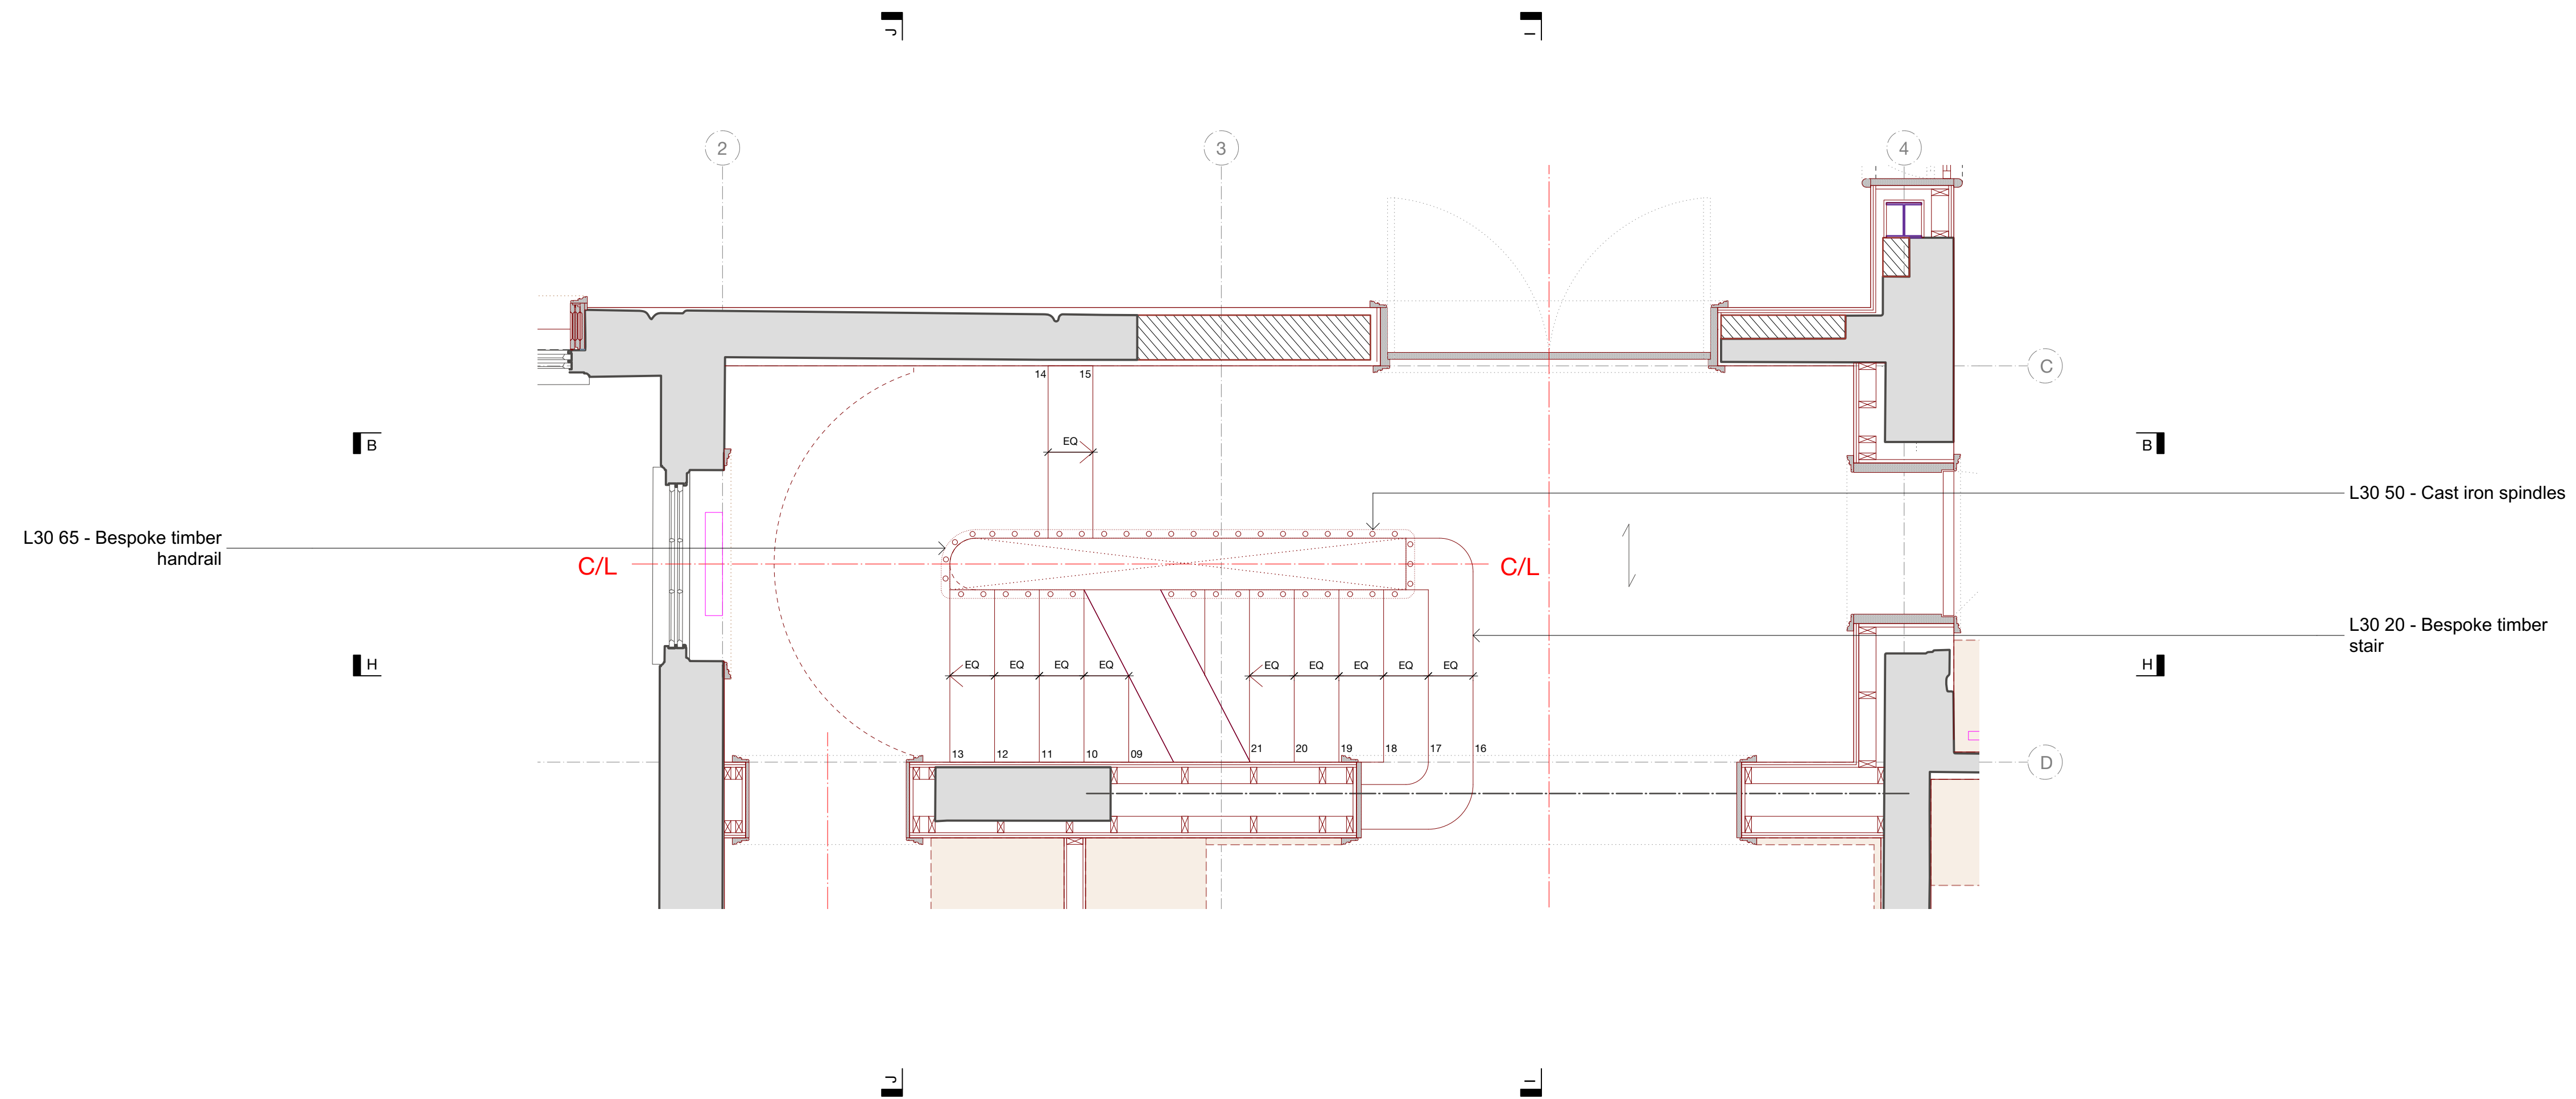 J
I
2
3
4
C
14
15
B
EQ
B
L30 50 - Cast iron spindles
L30 65 - Bespoke timber
handrail
C/L
C/L
L30 20 - Bespoke timber
stair
H
EQ
EQ
EQ
EQ
EQ
EQ
EQ
EQ
EQ
H
13
12
11
10
09
21
20
19
18
17
16
D
J
I